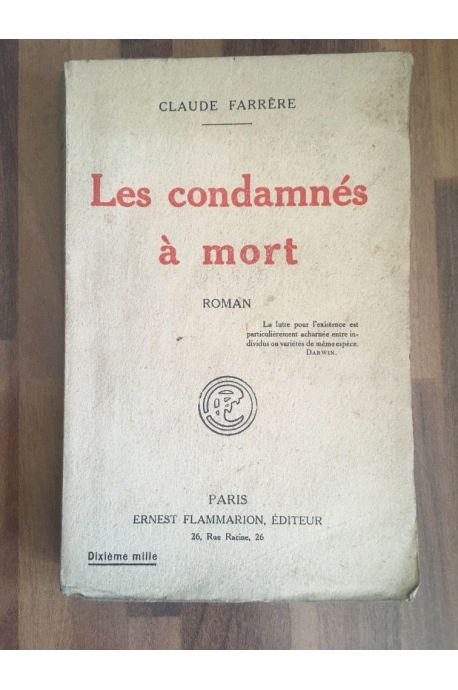 CLAUDE FARRÈRE
Les condamnés
à mort
ROMAN
La lutte pour l'existence est
particulièrement acharnée entre in-
dividus ou variétés de même espèce.
DARWIN.
PARIS
ERNEST FLAMMARION, ÉDITEUR
26, Rue Racine, 26
Dixième mille